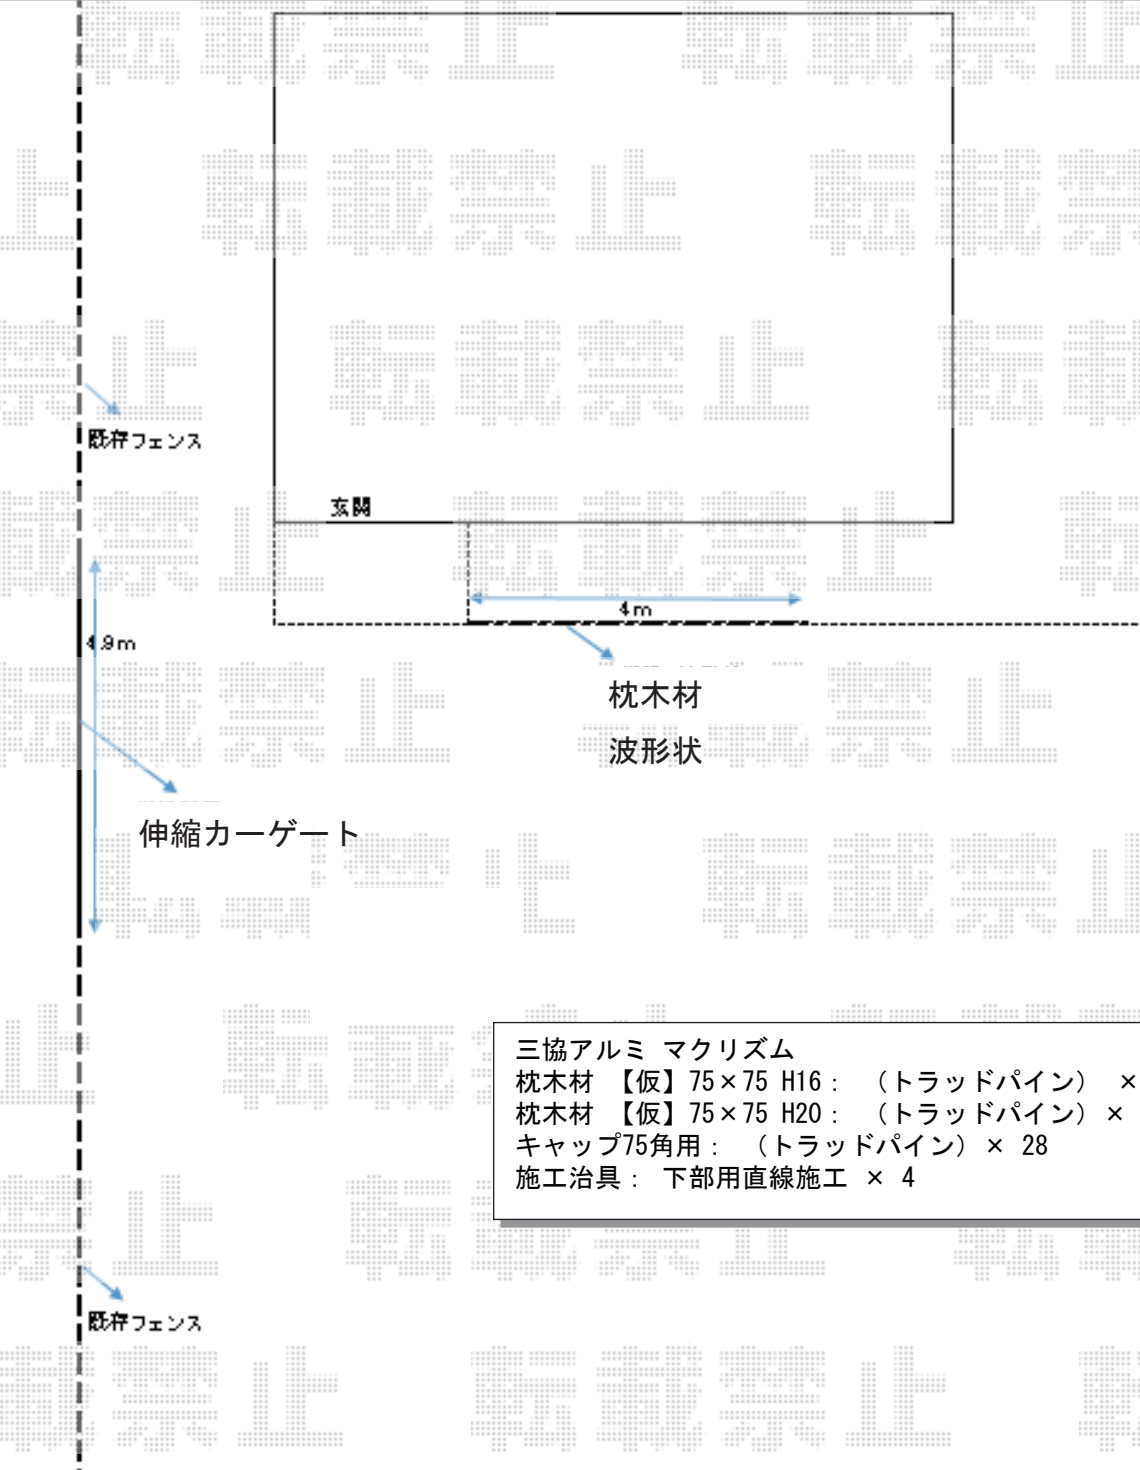 転載禁止
既存フェンス
玄関
4m
4.9m
枕木材
波形状
伸縮カーゲート
三協アルミ マクリズム
枕木材 【仮】75×75 H16： （トラッドパイン） ×
枕木材 【仮】75×75 H20： （トラッドパイン）×
キャップ75角用： （トラッドパイン）× 28
施工治具： 下部用直線施工 × 4
既存フェンス